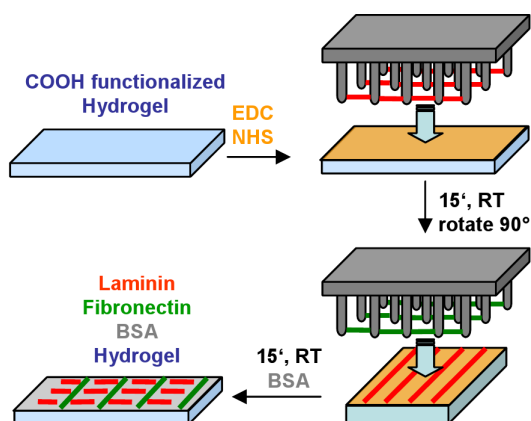 COOH functionalized
Hydrogel
EDC
NHS
15‘, RT
rotate 90°
Laminin
Fibronectin
BSA
Hydrogel
15‘, RT
BSA